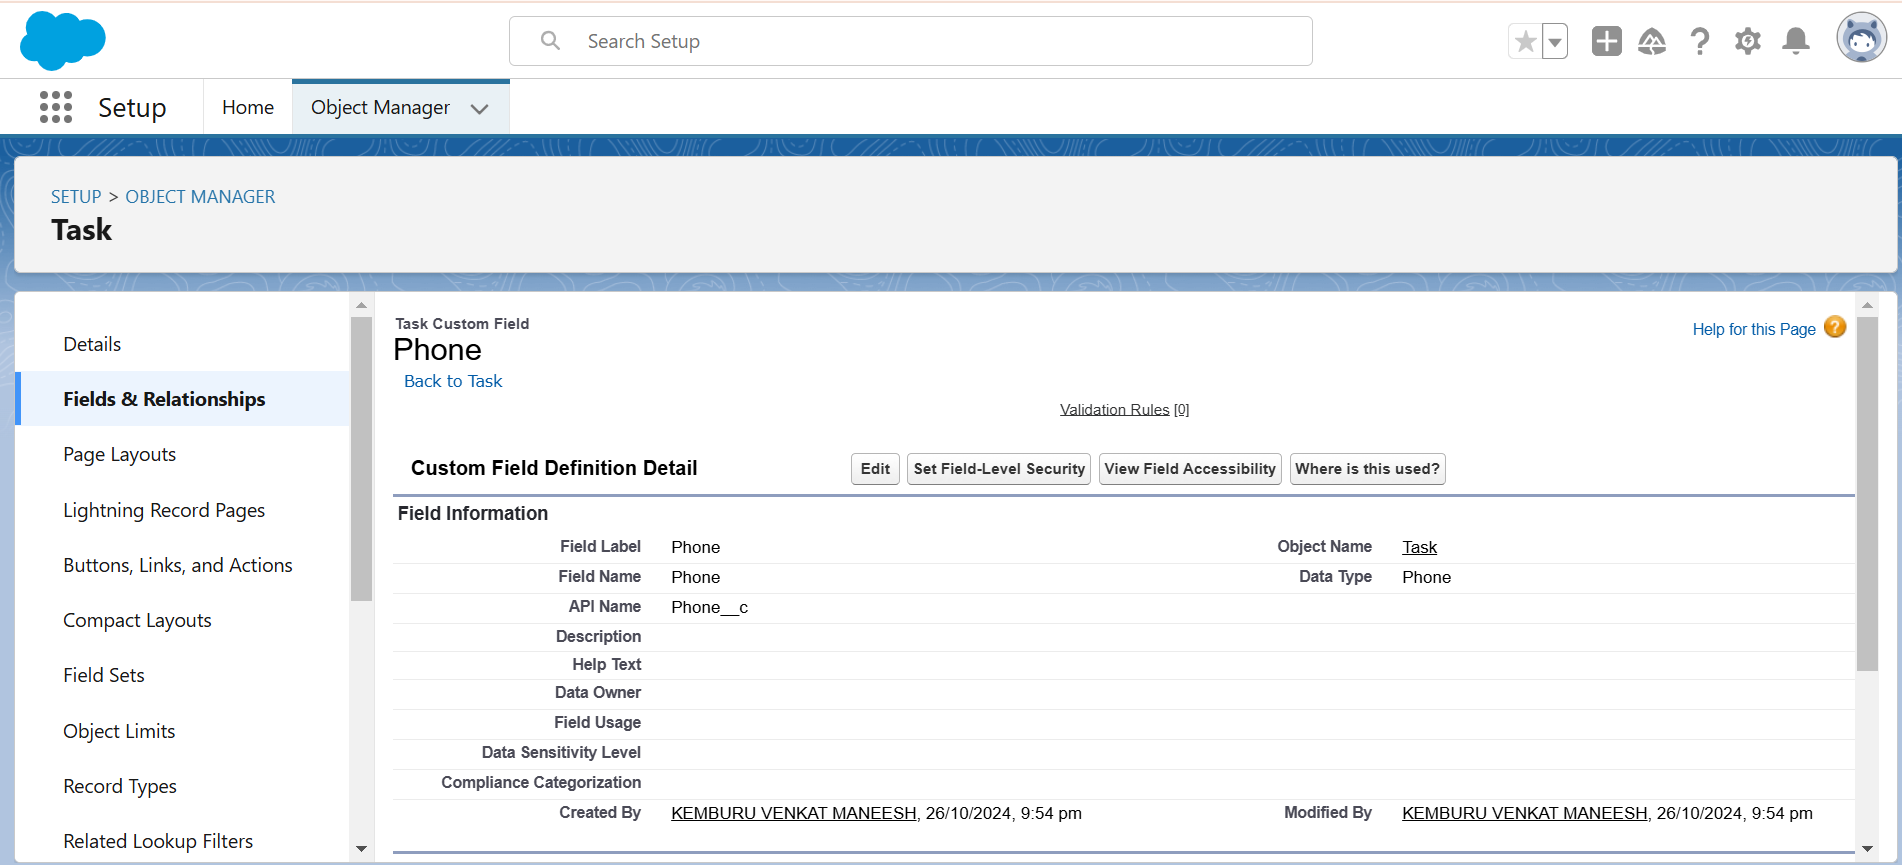 Search Setup
Setup
Home
Object Manager
SETUP > OBJECT MANAGER
Task
Details
Fields & Relationships
Page Layouts
Lightning Record Pages
Buttons, Links, and Actions
Compact Layouts
Field Sets
Object Limits
Record Types
Related Lookup Filters
Task Custom Field
Phone
Back to Task
Help for this Page ?
Validation Rules [0]
Custom Field Definition Detail
Edit
Set Field-Level Security
View Field Accessibility
Where is this used?
Field Information
Field Label Phone Object Name Task
Field Name Phone Data Type Phone
API Name Phone__c
Description
Help Text
Data Owner
Field Usage
Data Sensitivity Level
Compliance Categorization
Created By KEMBURU VENKAT MANEESH, 26/10/2024, 9:54 pm Modified By KEMBURU VENKAT MANEESH, 26/10/2024, 9:54 pm